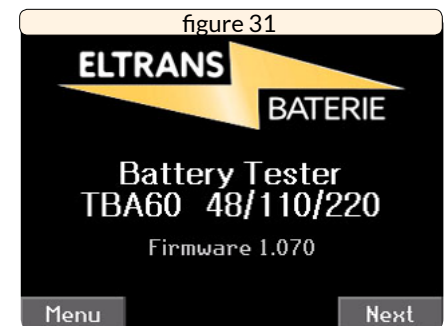 figure 31
ELTRANS
BATERIE
Battery Tester
TBA60 48/110/220
Firmware 1.070
Menu Next